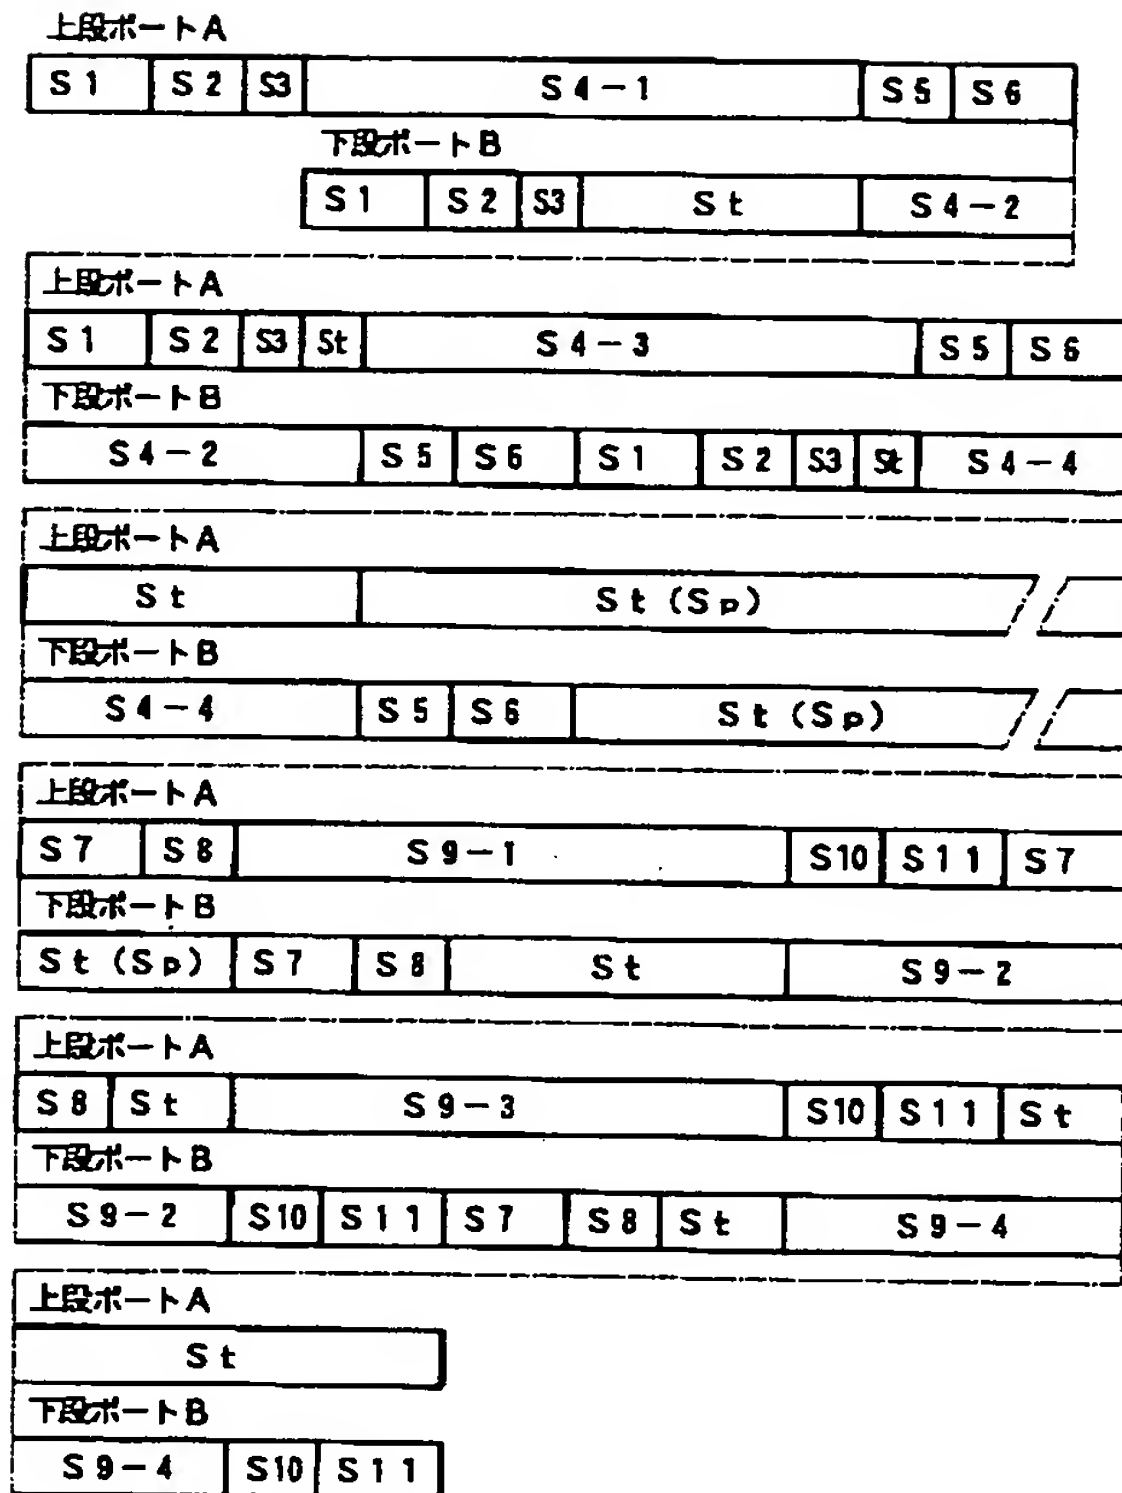 上段ポートA
S1 S2 S3 S4-1 S5 S6
下段ポートB
S1 S2 S3 St S4-2
上段ポートA
S1 S2 S3 St S4-3 S5 S6
下段ポートB
S4-2 S5 S6 S1 S2 S3 St S4-4
上段ポートA
St St(Sp)
下段ポートB
S4-4 S5 S6 St(Sp)
上段ポートA
S7 S8 S9-1 S10 S11 S7
下段ポートB
St(Sp) S7 S8 St S9-2
上段ポートA
S8 St S9-3 S10 S11 St
下段ポートB
S9-2 S10 S11 S7 S8 St S9-4
上段ポートA
St
下段ポートB
S9-4 S10 S11